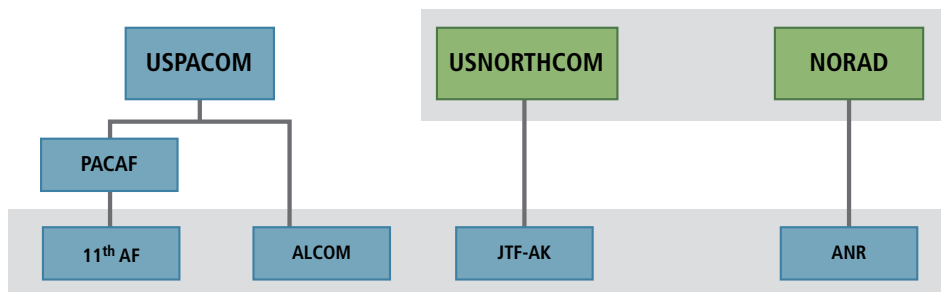 USPACOM
USNORTHCOM
NORAD
PACAF
11th AF
ALCOM
JTF-AK
ANR